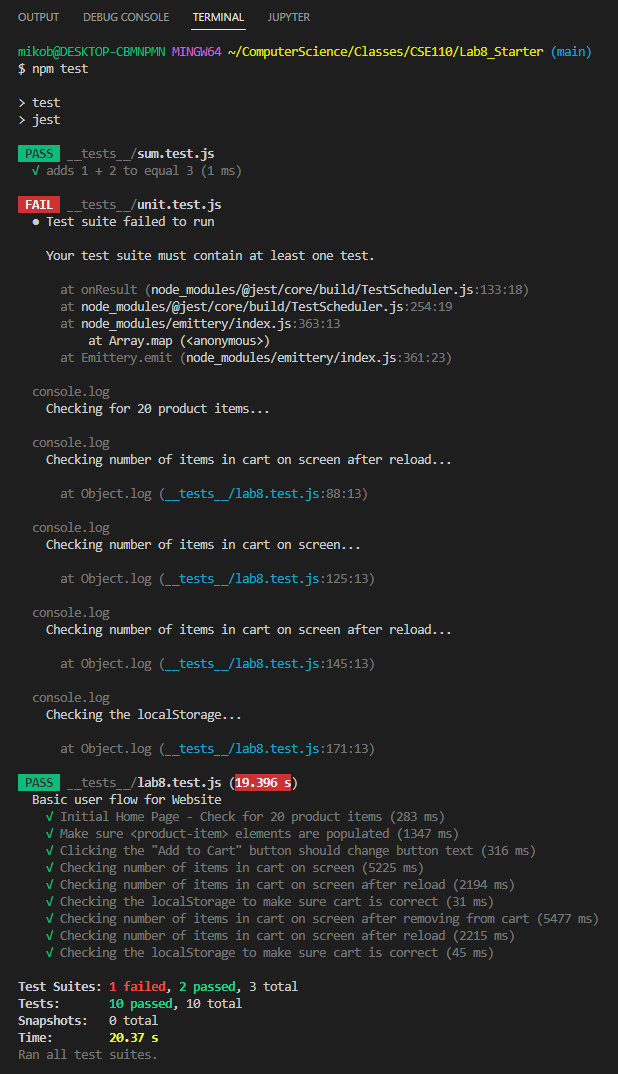 OUTPUT DEBUG CONSOLE TERMINAL JUPYTER
mikob@DESKTOP-CBMNPMN MINGW64 ~/ComputerScience/Classes/CSE110/Lab8_Starter (main)
$ npm test
> test
> jest
PASS __tests__/sum.test.js
√ adds 1 + 2 to equal 3 (1 ms)
FAIL __tests__/unit.test.js
● Test suite failed to run
Your test suite must contain at least one test.
at onResult (node_modules/@jest/core/build/TestScheduler.js:133:18)
at node_modules/@jest/core/build/TestScheduler.js:254:19
at node_modules/emittery/index.js:363:13
at Array.map (<anonymous>)
at Emittery.emit (node_modules/emittery/index.js:361:23)
console.log
Checking for 20 product items...
console.log
Checking number of items in cart on screen after reload...
at Object.log (__tests__/lab8.test.js:88:13)
console.log
Checking number of items in cart on screen...
at Object.log (__tests__/lab8.test.js:125:13)
console.log
Checking number of items in cart on screen after reload...
at Object.log (__tests__/lab8.test.js:145:13)
console.log
Checking the localStorage...
at Object.log (__tests__/lab8.test.js:171:13)
PASS __tests__/lab8.test.js (19.396 s)
Basic user flow for Website
√ Initial Home Page - Check for 20 product items (283 ms)
√ Make sure <product-item> elements are populated (1347 ms)
√ Clicking the "Add to Cart" button should change button text (316 ms)
√ Checking number of items in cart on screen (5225 ms)
√ Checking number of items in cart on screen after reload (2194 ms)
√ Checking the localStorage to make sure cart is correct (31 ms)
√ Checking number of items in cart on screen after removing from cart (5477 ms)
√ Checking number of items in cart on screen after reload (2215 ms)
√ Checking the localStorage to make sure cart is correct (45 ms)
Test Suites: 1 failed, 2 passed, 3 total
Tests: 10 passed, 10 total
Snapshots: 0 total
Time: 20.37 s
Ran all test suites.